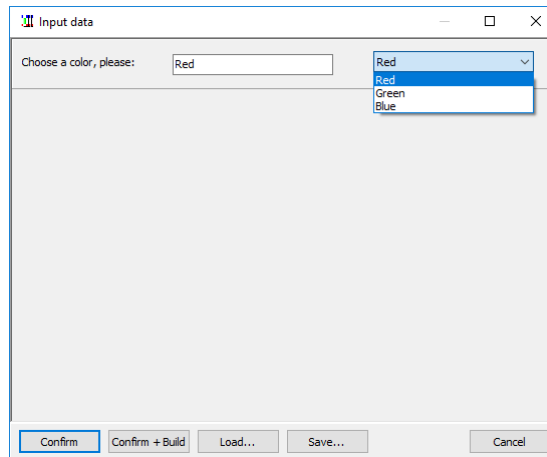 Input data
Choose a color, please: Red Red
Red
Green
Blue
Confirm Confirm + Build Load... Save... Cancel